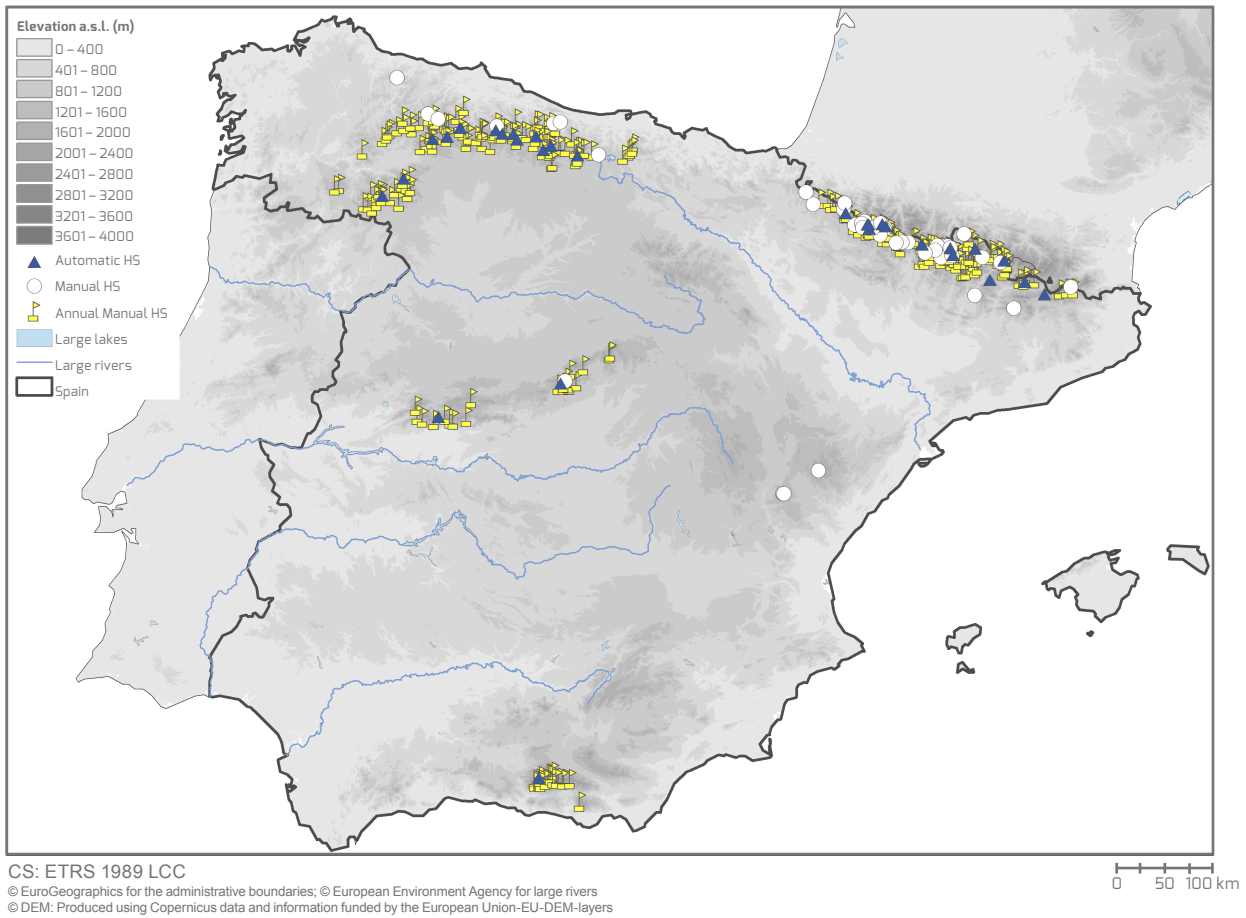 Elevation a.s.l. (m)
0 – 400
401 – 800
801 – 1200
1201 – 1600
1601 – 2000
2001 – 2400
2401 – 2800
2801 – 3200
3201 – 3600
3601 – 4000
Automatic HS
Manual HS
Annual Manual HS
Large lakes
Large rivers
Spain
CS: ETRS 1989 LCC
© EuroGeographics for the administrative boundaries; © European Environment Agency for large rivers
© DEM: Produced using Copernicus data and information funded by the European Union-EU-DEM-layers
0 50 100 km